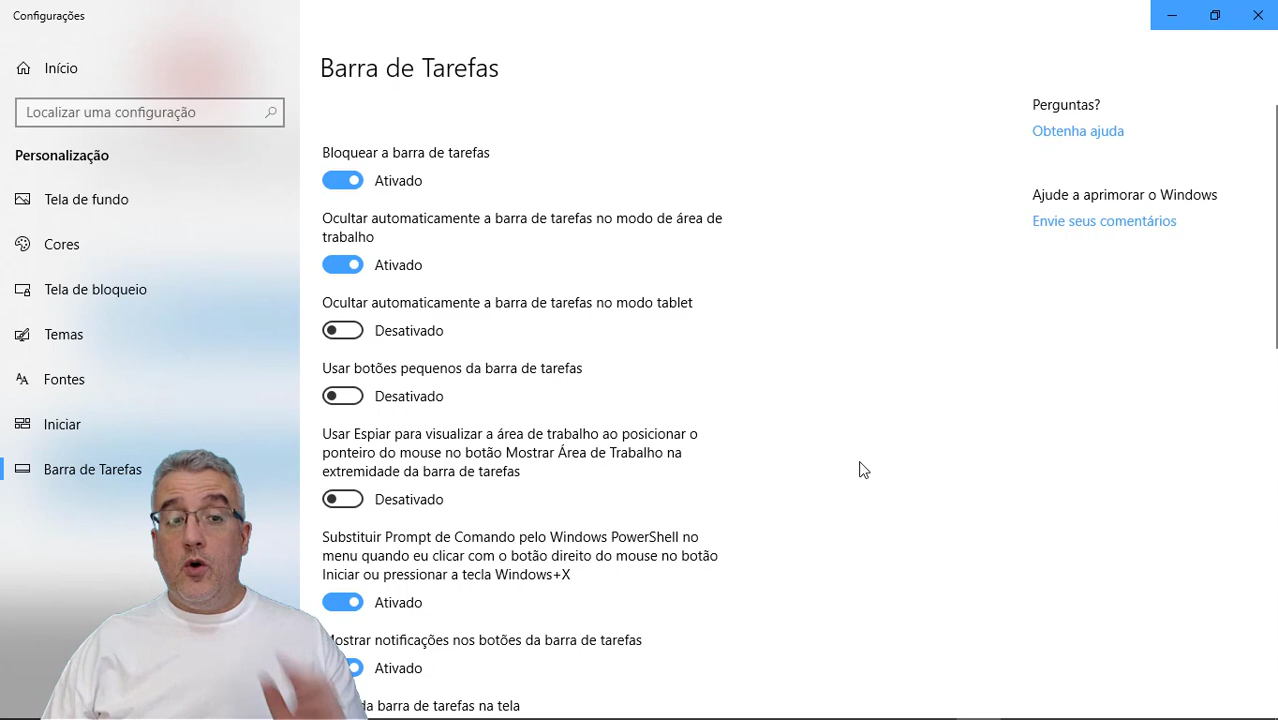 Configurações
Início
Localizar uma configuração
Personalização
Tela de fundo
Cores
Tela de bloqueio
Temas
Fontes
Iniciar
Barra de Tarefas
Barra de Tarefas
Bloquear a barra de tarefas
Ativado
Ocultar automaticamente a barra de tarefas no modo de área de
trabalho
Ativado
Ocultar automaticamente a barra de tarefas no modo tablet
Desativado
Usar botões pequenos da barra de tarefas
Desativado
Usar Espiar para visualizar a área de trabalho ao posicionar o
ponteiro do mouse no botão Mostrar Área de Trabalho na
extremidade da barra de tarefas
Desativado
Substituir Prompt de Comando pelo Windows PowerShell no
menu quando eu clicar com o botão direito do mouse no botão
Iniciar ou pressionar a tecla Windows+X
Ativado
Mostrar notificações nos botões da barra de tarefas
Ativado
da barra de tarefas na tela
Perguntas?
Obtenha ajuda
Ajude a aprimorar o Windows
Envie seus comentários